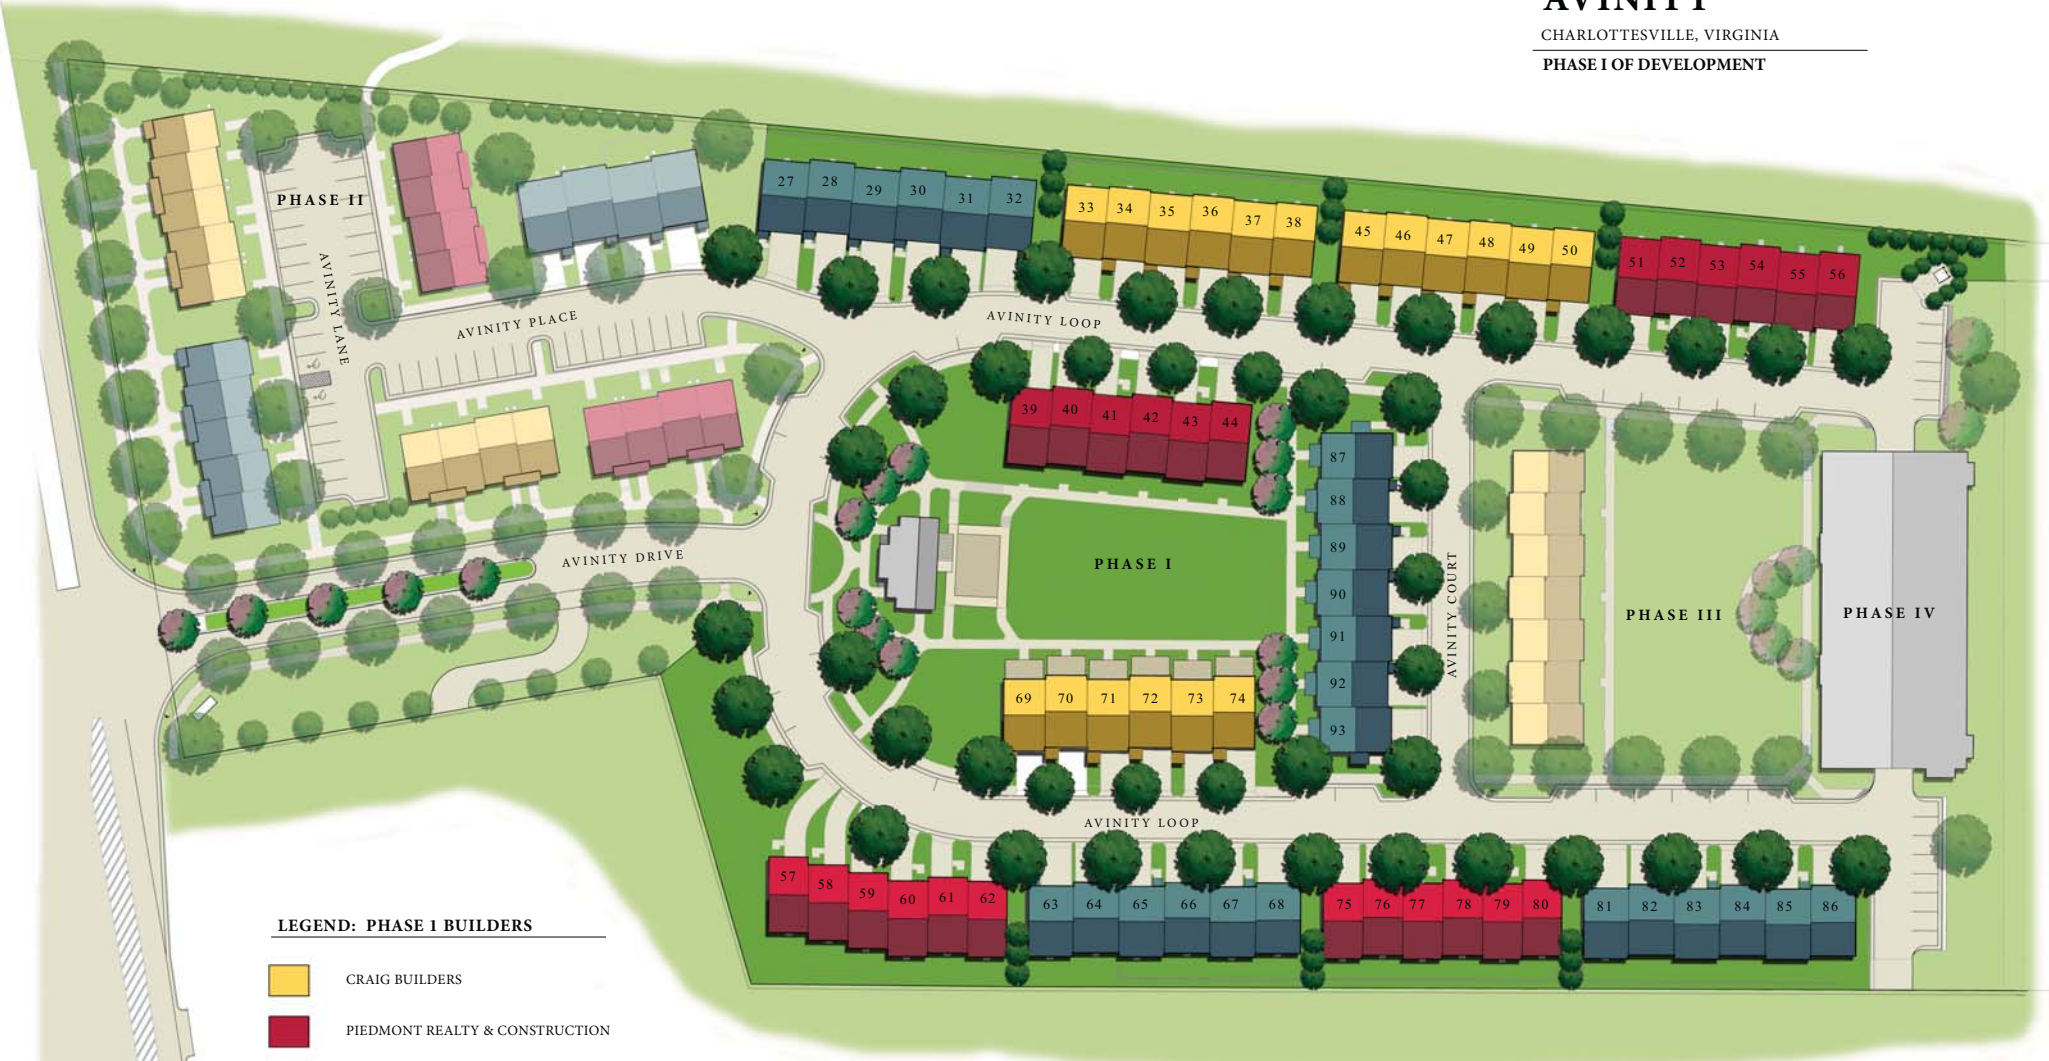 AVINITY
CHARLOTTESVILLE, VIRGINIA
PHASE I OF DEVELOPMENT
27 28 29 30 31 32
33 34 35 36 37 38
45 46 47 48 49 50
51 52 53 54 55 56
PHASE II
AVINITY LANE
AVINITY PLACE
AVINITY LOOP
39 40 41 42 43 44
87
88
89
90
91
92
93
AVINITY DRIVE
PHASE I
AVINITY COURT
PHASE III
PHASE IV
69 70 71 72 73 74
AVINITY LOOP
57 58 59 60 61 62
63 64 65 66 67 68
75 76 77 78 79 80
81 82 83 84 85 86
LEGEND: PHASE 1 BUILDERS
CRAIG BUILDERS
PIEDMONT REALTY & CONSTRUCTION